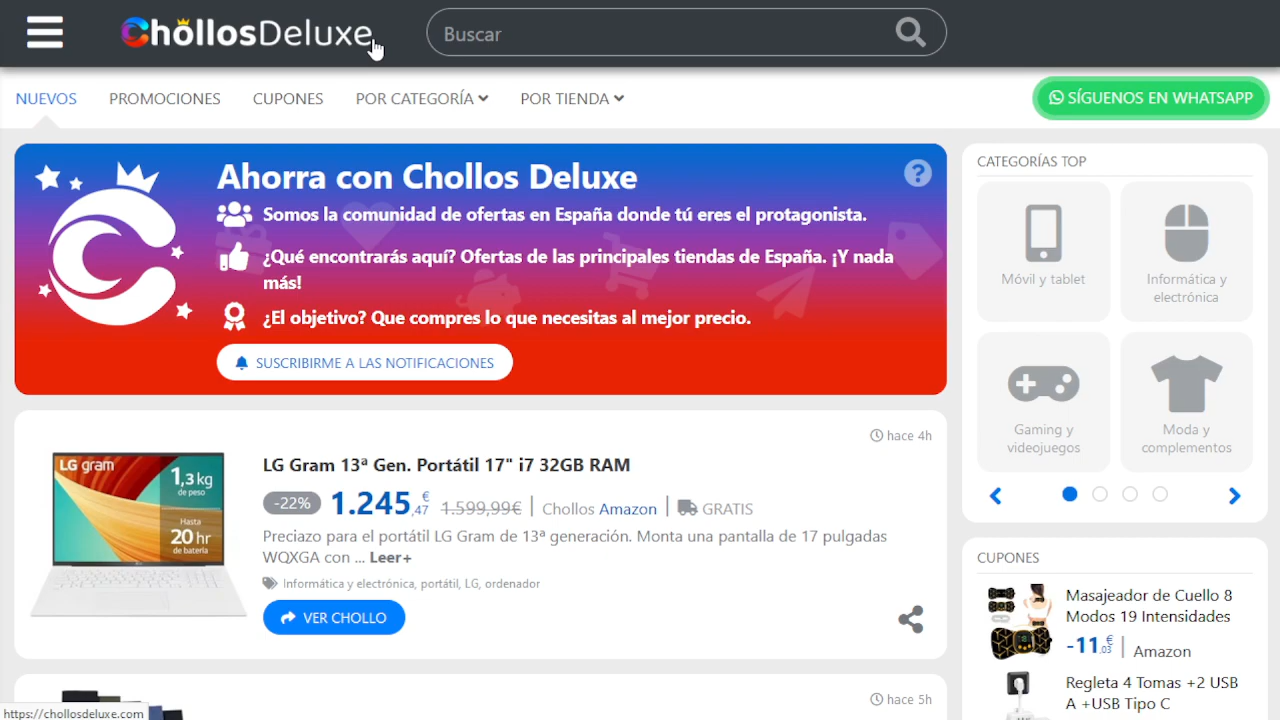 ChollosDeluxe
Buscar
NUEVOS
PROMOCIONES
CUPONES
POR CATEGORÍA
POR TIENDA
SÍGUENOS EN WHATSAPP
Ahorra con Chollos Deluxe
?
Somos la comunidad de ofertas en España donde tú eres el protagonista.
¿Qué encontrarás aquí? Ofertas de las principales tiendas de España. ¡Y nada
más!
¿El objetivo? Que compres lo que necesitas al mejor precio.
SUSCRIBIRME A LAS NOTIFICACIONES
CATEGORÍAS TOP
Móvil y tablet
Informática y
electrónica
Gaming y
videojuegos
Moda y
complementos
hace 4h
LG gram
1,3 kg
de peso
Hasta
20 hr
de batería
LG Gram 13ª Gen. Portátil 17" i7 32GB RAM
-22% 1.245,47€ 1.599,99€ | Chollos Amazon | GRATIS
Preciazo para el portátil LG Gram de 13ª generación. Monta una pantalla de 17 pulgadas
WQXGA con ... Leer+
Informática y electrónica, portátil, LG, ordenador
VER CHOLLO
CUPONES
Masajeador de Cuello 8
Modos 19 Intensidades
-11,03€ | Amazon
Regleta 4 Tomas +2 USB
A +USB Tipo C
hace 5h
https://chollosdeluxe.com